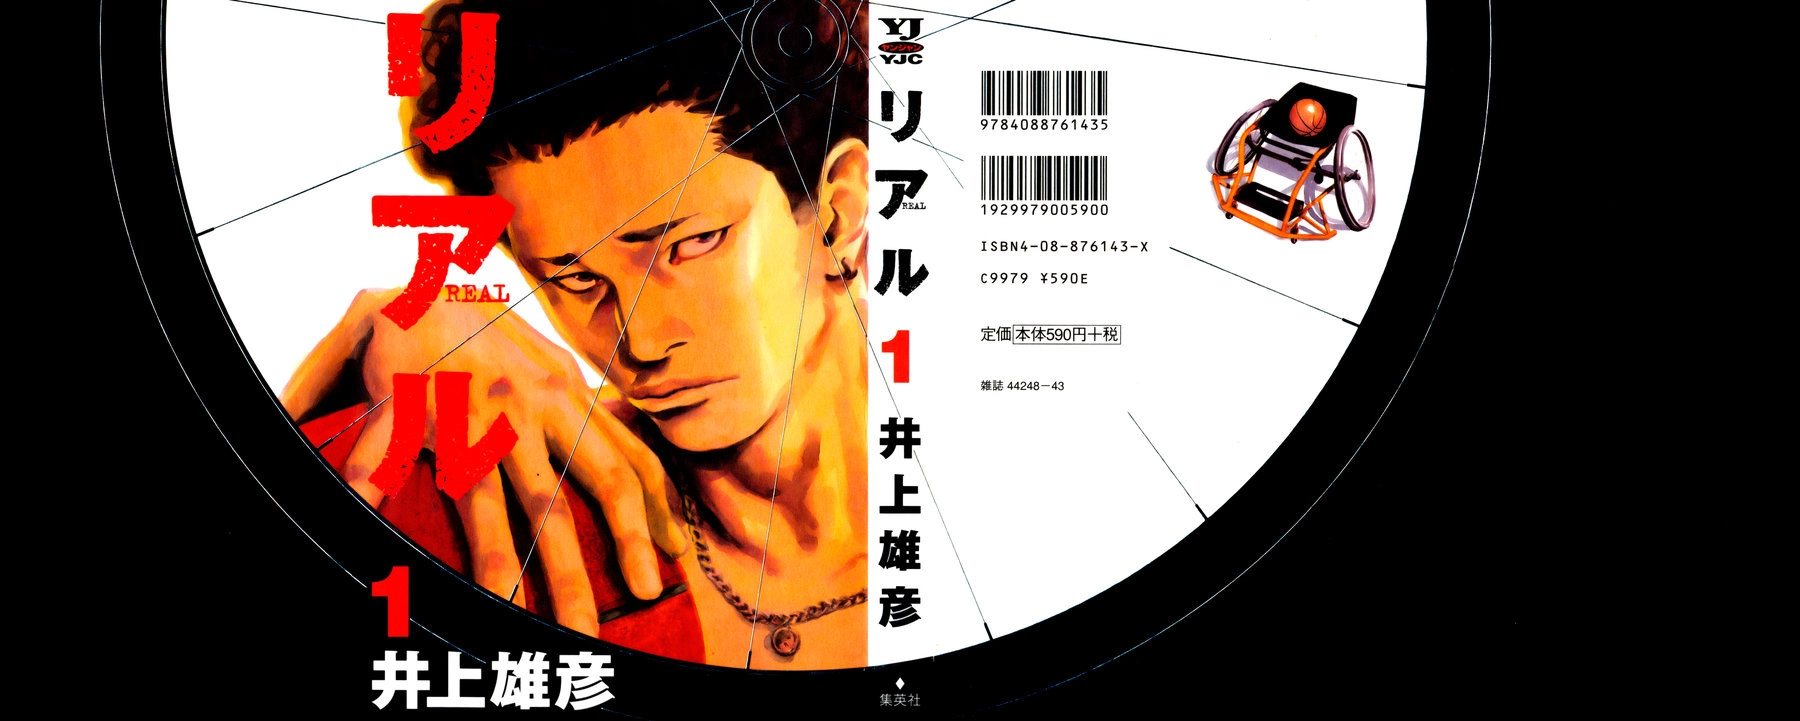 リアル
REAL
1
井上雄彦
YJ
ヤンジャン
YJC
リアル
REAL
1
井上雄彦
集英社
9784088761435
1929979005900
ISBN4-08-876143-X
C9979 ¥590E
定価本体590円+税
雑誌 44248-43